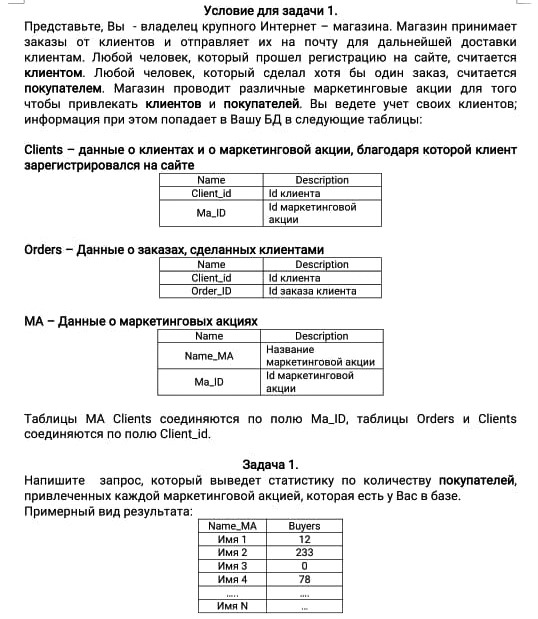 Условие для задачи 1.
Представьте, Вы - владелец крупного Интернет – магазина. Магазин принимает
заказы от клиентов и отправляет их на почту для дальнейшей доставки
клиентам. Любой человек, который прошел регистрацию на сайте, считается
клиентом. Любой человек, который сделал хотя бы один заказ, считается
покупателем. Магазин проводит различные маркетинговые акции для того
чтобы привлекать клиентов и покупателей. Вы ведете учет своих клиентов;
информация при этом попадает в Вашу БД в следующие таблицы:
Clients – данные о клиентах и о маркетинговой акции, благодаря которой клиент
зарегистрировался на сайте
Name Description
Client_id Id клиента
Ma_ID Id маркетинговой
акции
Orders – Данные о заказах, сделанных клиентами
Name Description
Client_id Id клиента
Order_ID Id заказа клиента
MA – Данные о маркетинговых акциях
Name Description
Name_MA Название
маркетинговой акции
Ma_ID Id маркетинговой
акции
Таблицы MA Clients соединяются по полю Ma_ID, таблицы Orders и Clients
соединяются по полю Client_id.
Задача 1.
Напишите запрос, который выведет статистику по количеству покупателей,
привлеченных каждой маркетинговой акцией, которая есть у Вас в базе.
Примерный вид результата:
Name_MA Buyers
Имя 1 12
Имя 2 233
Имя 3 0
Имя 4 78
..... ....
Имя N ...